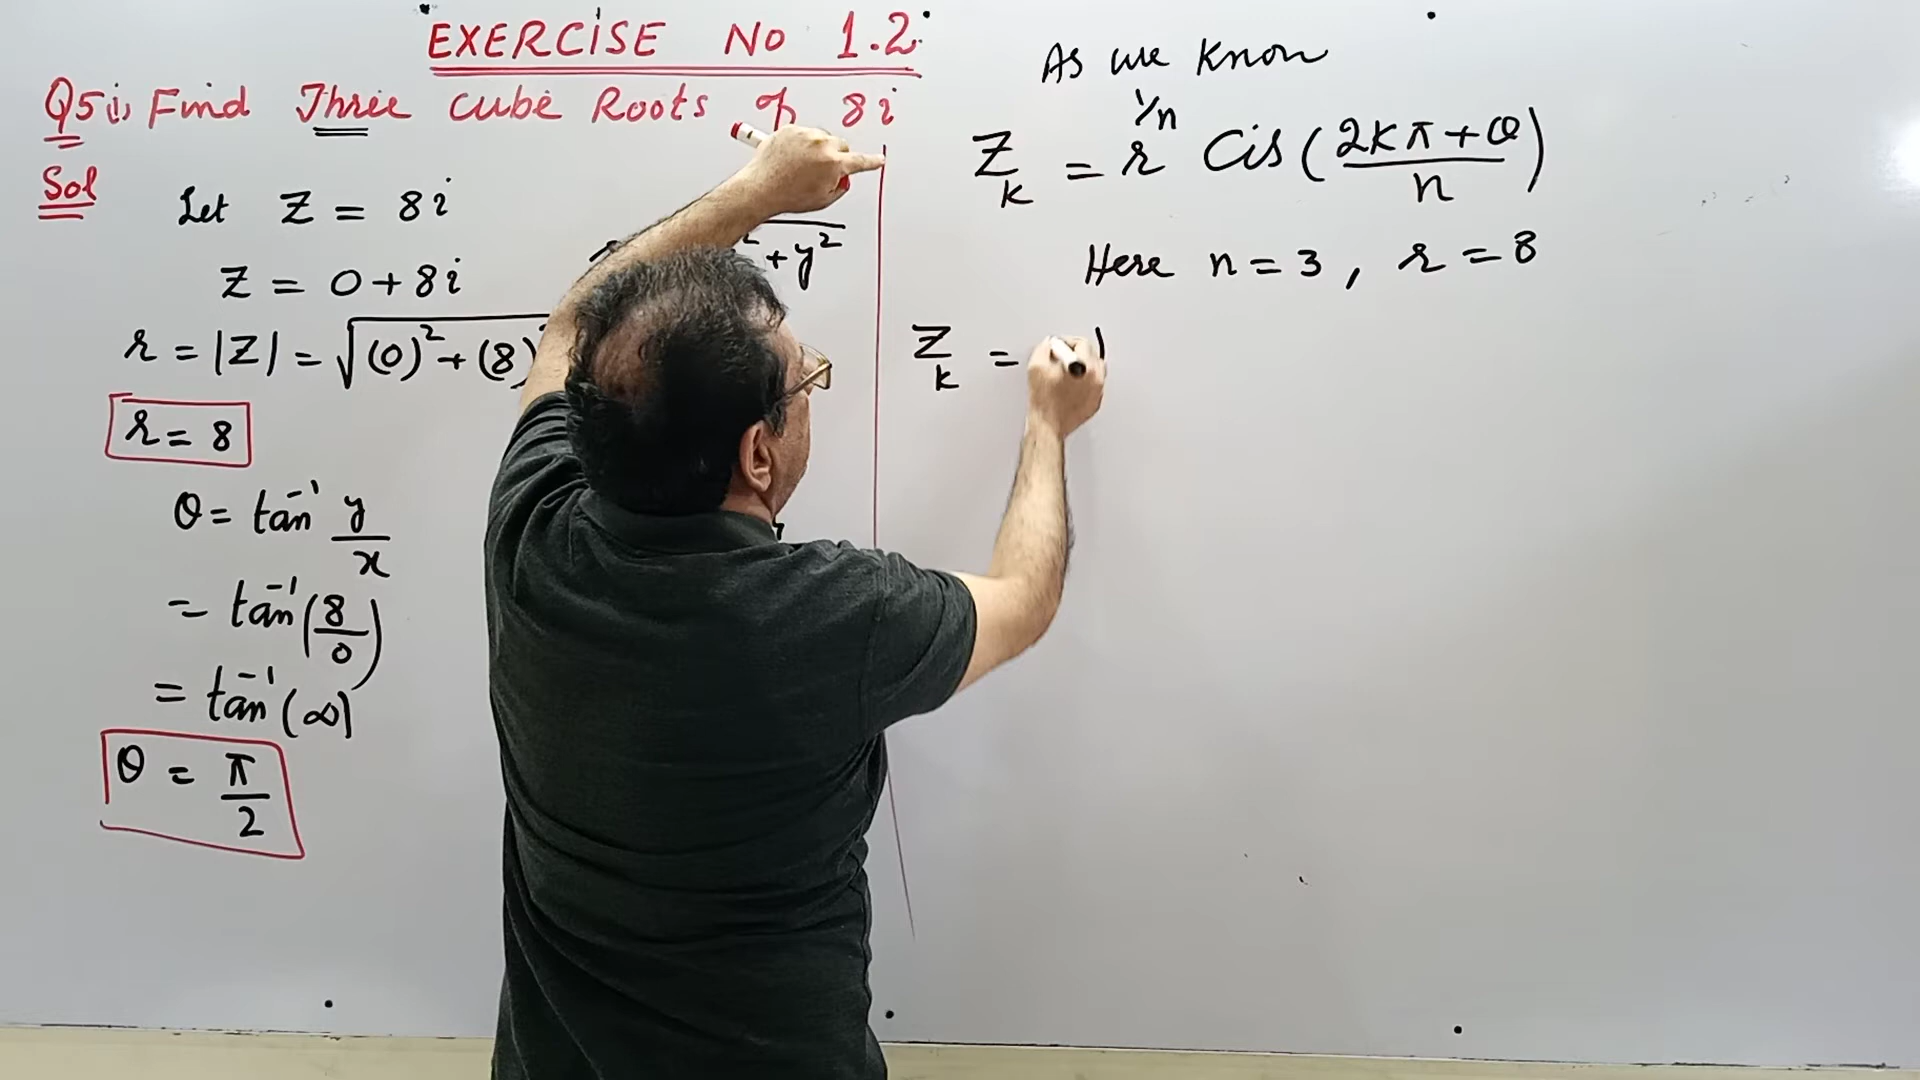 EXERCISE No 1.2
Q5i, Find Three Cube Roots of 8i
Sol
Let Z = 8i
Z = 0+8i
r = |Z| = √(0)²+(8)
+y²
r = 8
θ = tan⁻¹ y/x
= tan⁻¹(8/0)
= tan⁻¹(∞)
θ = π/2
As we know
Z_k = r^1/n Cis((2kπ+θ)/n)
Here n=3, r=8
Z_k =